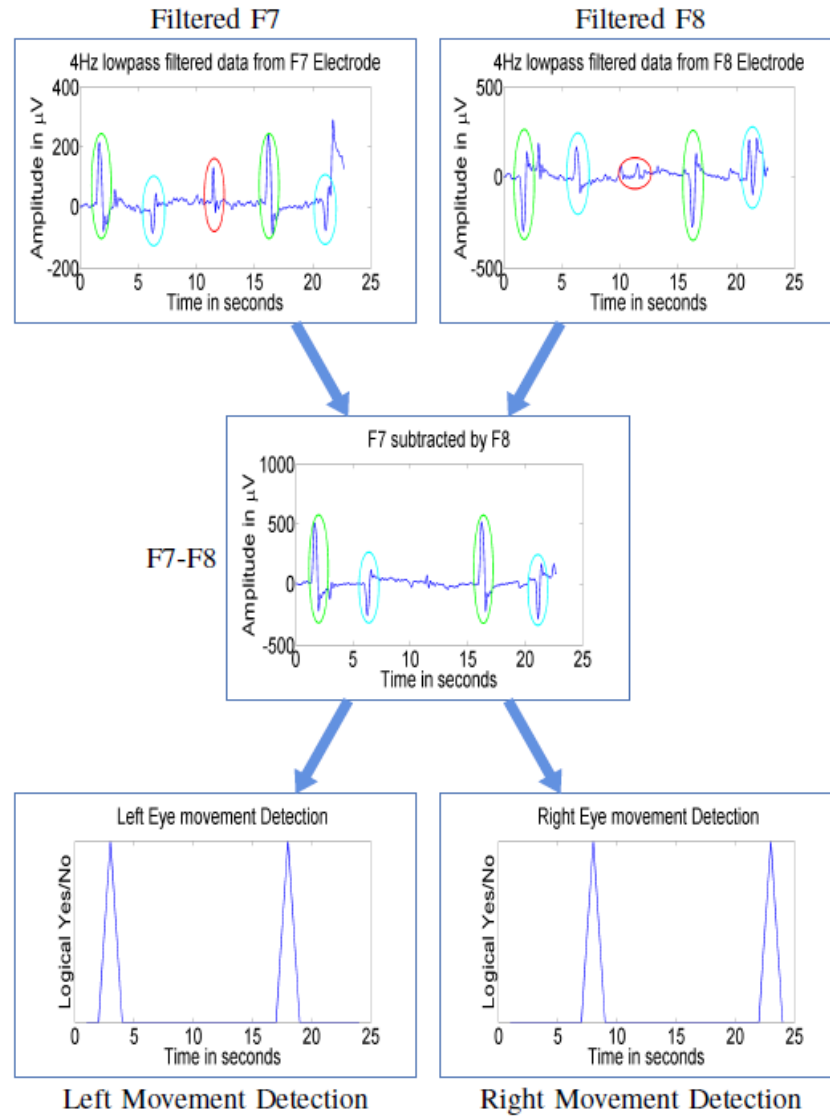 Filtered F7
Filtered F8
4Hz lowpass filtered data from F7 Electrode
Amplitude in μV
400
200
0
-200
0 5 10 15 20 25
Time in seconds
4Hz lowpass filtered data from F8 Electrode
Amplitude in μV
500
0
-500
0 5 10 15 20 25
Time in seconds
F7-F8
F7 subtracted by F8
Amplitude in μV
1000
500
0
-500
0 5 10 15 20 25
Time in seconds
Left Eye movement Detection
Logical Yes/No
0 5 10 15 20 25
Time in seconds
Right Eye movement Detection
Logical Yes/No
0 5 10 15 20 25
Time in seconds
Left Movement Detection
Right Movement Detection